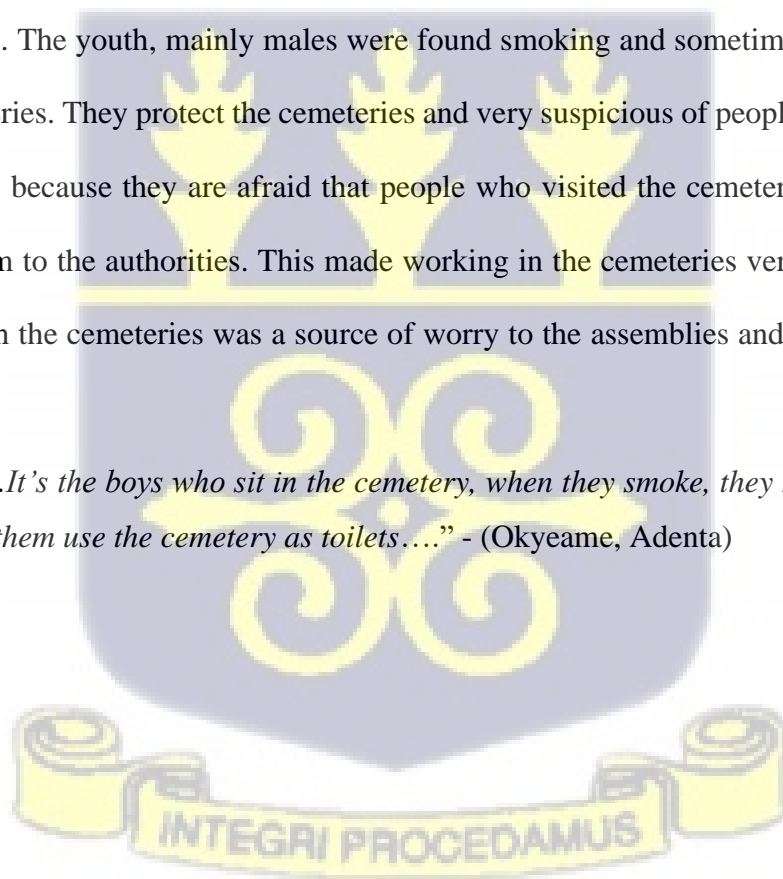 . The youth, mainly males were found smoking and sometim
ries. They protect the cemeteries and very suspicious of peopl
because they are afraid that people who visited the cemeter
m to the authorities. This made working in the cemeteries ver
n the cemeteries was a source of worry to the assemblies and
.It’s the boys who sit in the cemetery, when they smoke, they
them use the cemetery as toilets….” - (Okyeame, Adenta)
INTEGRI PROCEDAMUS